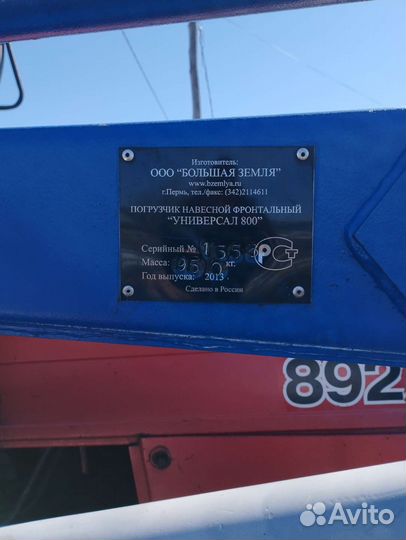 Изготовитель:
ООО "БОЛЬШАЯ ЗЕМЛЯ"
www.bzemlya.ru
г.Пермь, тел./факс: (342)2114611
ПОГРУЗЧИК НАВЕСНОЙ ФРОНТАЛЬНЫЙ
"УНИВЕРСАЛ 800"
Серийный №
Масса: кг.
Год выпуска: 2013
Сделано в России
892
Avito